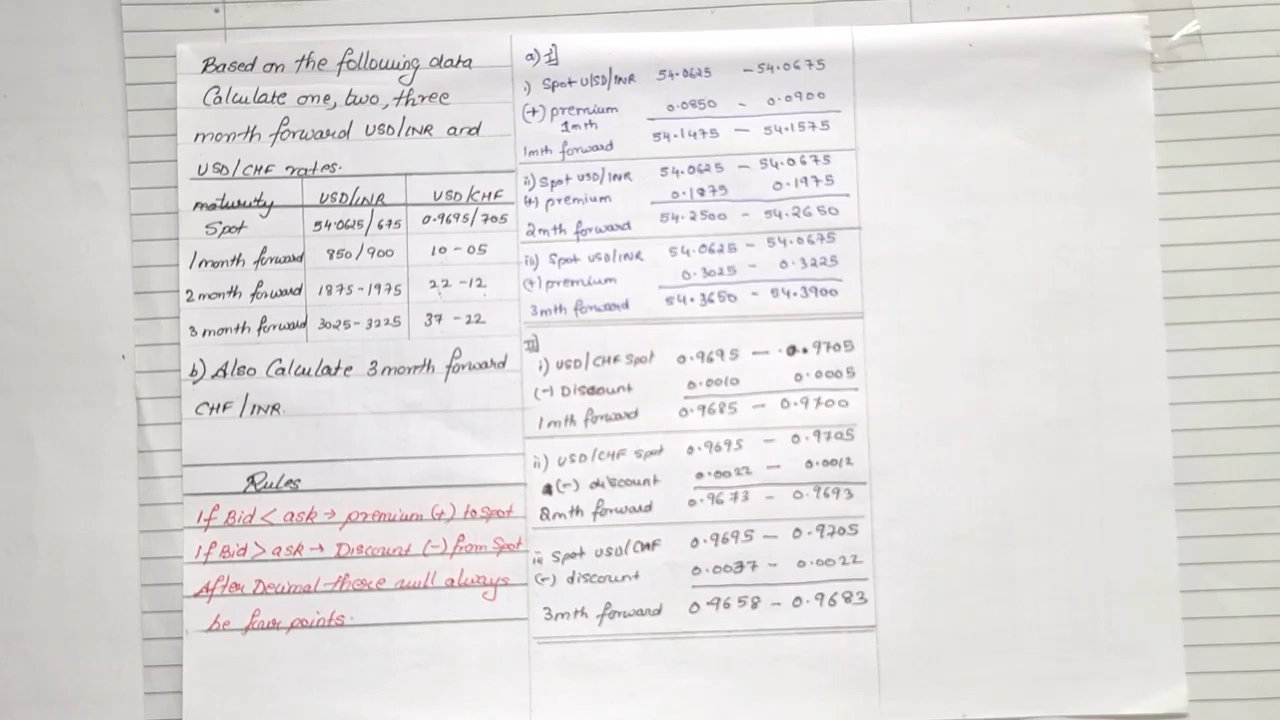 Based on the following data
Calculate one, two, three
month forward USD/INR and
USD/CHF rates.
maturity USD/INR USD/CHF
Spot 54.0625/675 0.9695/705
1 month forward 850/900 10-05
2 month forward 1875-1975 22-12
3 month forward 3025-3225 37-22
b) Also Calculate 3 month forward
CHF/INR.
Rules
If Bid < ask → premium (+) to Spot
If Bid > ask → Discount (-) from Spot
After Decimal there will always
be four points.
a) I]
i) Spot USD/INR 54.0625 - 54.0675
(+) premium 0.0850 - 0.0900
1mth
1mth forward 54.1475 - 54.1575
ii) Spot USD/INR 54.0625 - 54.0675
(+) premium 0.1875 0.1975
2mth forward 54.2500 - 54.2650
iii) Spot USD/INR 54.0625 - 54.0675
(+) premium 0.3025 - 0.3225
3mth forward 54.3650 - 54.3900
II]
i) USD/CHF Spot 0.9695 - 0.9705
(-) Discount 0.0010 0.0005
1mth forward 0.9685 - 0.9700
ii) USD/CHF Spot 0.9695 - 0.9705
(-) discount 0.0022 - 0.0012
2mth forward 0.9673 - 0.9693
iii Spot USD/CHF 0.9695 - 0.9705
(-) discount 0.0037 - 0.0022
3mth forward 0.9658 - 0.9683